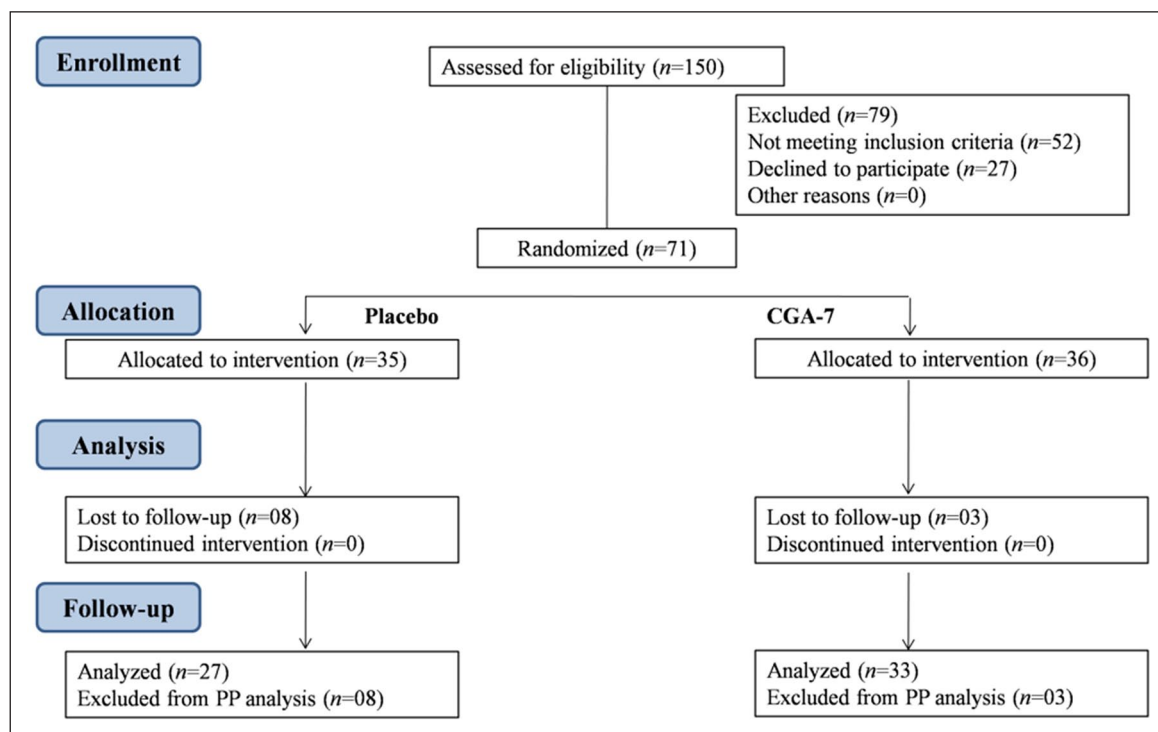 Enrollment
Assessed for eligibility (n=150)
Excluded (n=79)
Not meeting inclusion criteria (n=52)
Declined to participate (n=27)
Other reasons (n=0)
Randomized (n=71)
Allocation
Placebo
CGA-7
Allocated to intervention (n=35)
Allocated to intervention (n=36)
Analysis
Lost to follow-up (n=08)
Discontinued intervention (n=0)
Lost to follow-up (n=03)
Discontinued intervention (n=0)
Follow-up
Analyzed (n=27)
Excluded from PP analysis (n=08)
Analyzed (n=33)
Excluded from PP analysis (n=03)